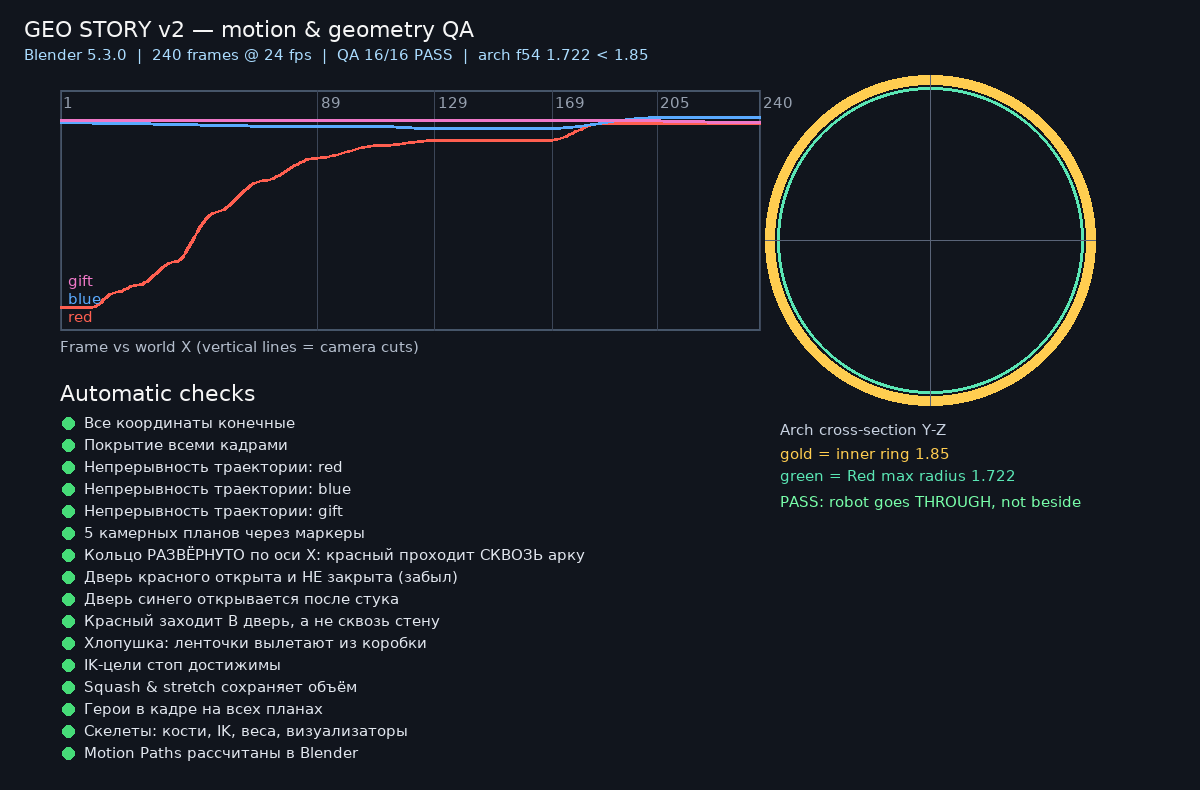 GEO STORY v2 — motion & geometry QA
Blender 5.3.0 | 240 frames @ 24 fps | QA 16/16 PASS | arch f54 1.722 < 1.85
1 89 129 169 205 240
gift
blue
red
Frame vs world X (vertical lines = camera cuts)
Arch cross-section Y-Z
gold = inner ring 1.85
green = Red max radius 1.722
PASS: robot goes THROUGH, not beside
Automatic checks
Все координаты конечные
Покрытие всеми кадрами
Непрерывность траектории: red
Непрерывность траектории: blue
Непрерывность траектории: gift
5 камерных планов через маркеры
Кольцо РАЗВЁРНУТО по оси X: красный проходит СКВОЗЬ арку
Дверь красного открыта и НЕ закрыта (забыл)
Дверь синего открывается после стука
Красный заходит В дверь, а не сквозь стену
Хлопушка: ленточки вылетают из коробки
IK-цели стоп достижимы
Squash & stretch сохраняет объём
Герои в кадре на всех планах
Скелеты: кости, IK, веса, визуализаторы
Motion Paths рассчитаны в Blender